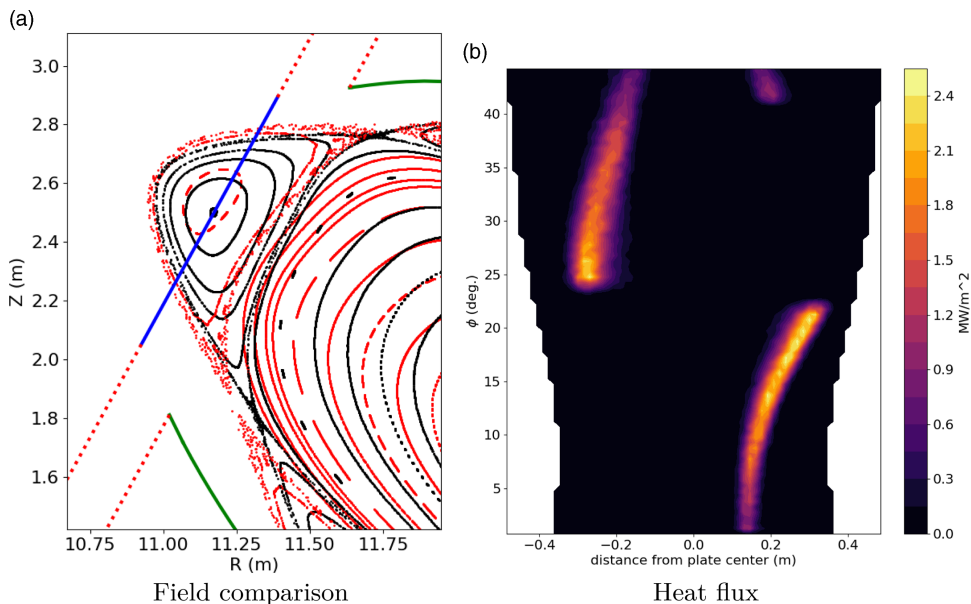 (a)
3.0
2.8
2.6
2.4
2.2
2.0
1.8
1.6
Z (m)
10.75 11.00 11.25 11.50 11.75
R (m)
Field comparison
(b)
40
35
30
25
20
15
10
5
ϕ (deg.)
−0.4 −0.2 0.0 0.2 0.4
distance from plate center (m)
2.4
2.1
1.8
1.5
1.2
0.9
0.6
0.3
0.0
MW/m^2
Heat flux